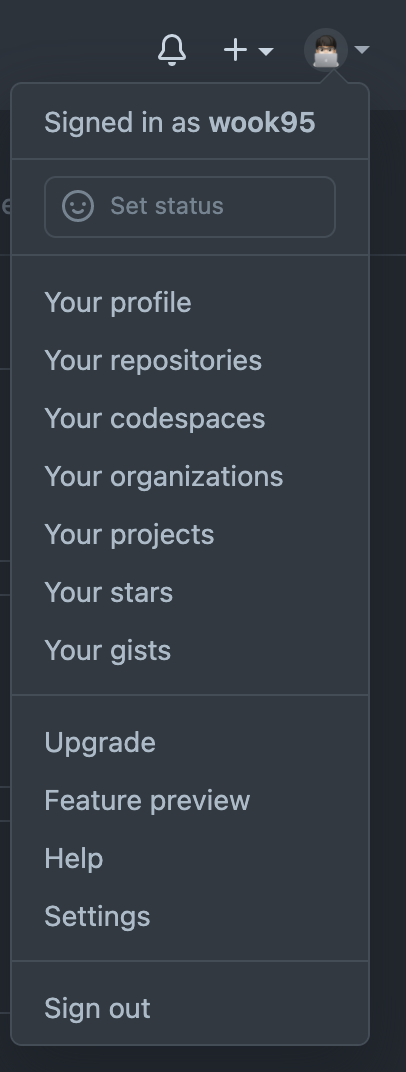 Signed in as wook95
Set status
Your profile
Your repositories
Your codespaces
Your organizations
Your projects
Your stars
Your gists
Upgrade
Feature preview
Help
Settings
Sign out